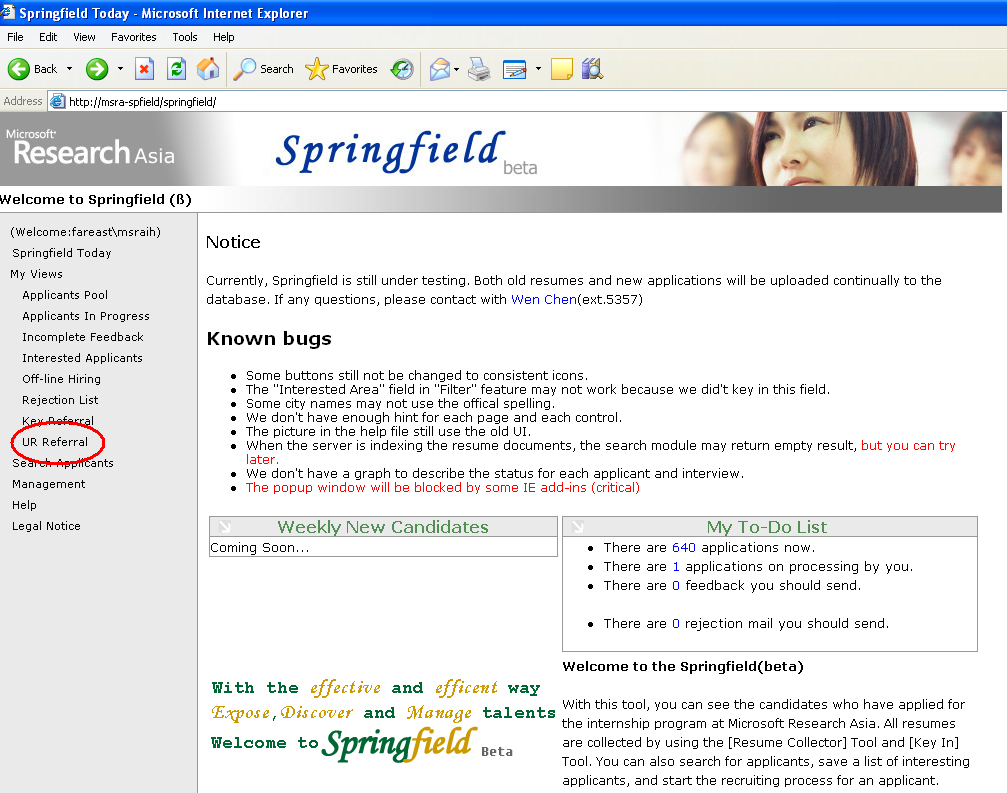 Springfield Today - Microsoft Internet Explorer
File Edit View Favorites Tools Help
Back Search Favorites
Address http://msra-spfield/springfield/
Microsoft®
Research Asia
Springfield beta
Welcome to Springfield (ß)
(Welcome:fareast\msraih)
Springfield Today
My Views
Applicants Pool
Applicants In Progress
Incomplete Feedback
Interested Applicants
Off-line Hiring
Rejection List
Key Referral
UR Referral
Search Applicants
Management
Help
Legal Notice
Notice
Currently, Springfield is still under testing. Both old resumes and new applications will be uploaded continually to the
database. If any questions, please contact with Wen Chen(ext.5357)
Known bugs
Some buttons still not be changed to consistent icons.
The "Interested Area" field in "Filter" feature may not work because we did't key in this field.
Some city names may not use the offical spelling.
We don't have enough hint for each page and each control.
The picture in the help file still use the old UI.
When the server is indexing the resume documents, the search module may return empty result, but you can try
later.
We don't have a graph to describe the status for each applicant and interview.
The popup window will be blocked by some IE add-ins (critical)
Weekly New Candidates
Coming Soon...
My To-Do List
There are 640 applications now.
There are 1 applications on processing by you.
There are 0 feedback you should send.
There are 0 rejection mail you should send.
With the effective and efficent way
Expose,Discover and Manage talents
Welcome to Springfield Beta
Welcome to the Springfield(beta)
With this tool, you can see the candidates who have applied for
the internship program at Microsoft Research Asia. All resumes
are collected by using the [Resume Collector] Tool and [Key In]
Tool. You can also search for applicants, save a list of interesting
applicants, and start the recruiting process for an applicant.